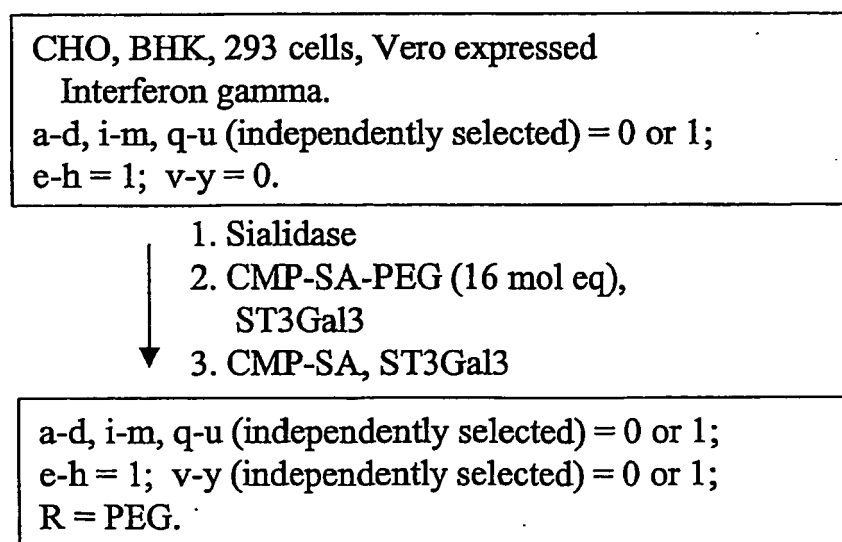 CHO, BHK, 293 cells, Vero expressed
Interferon gamma.
a-d, i-m, q-u (independently selected) = 0 or 1;
e-h = 1; v-y = 0.
1. Sialidase
2. CMP-SA-PEG (16 mol eq),
ST3Gal3
3. CMP-SA, ST3Gal3
a-d, i-m, q-u (independently selected) = 0 or 1;
e-h = 1; v-y (independently selected) = 0 or 1;
R = PEG.